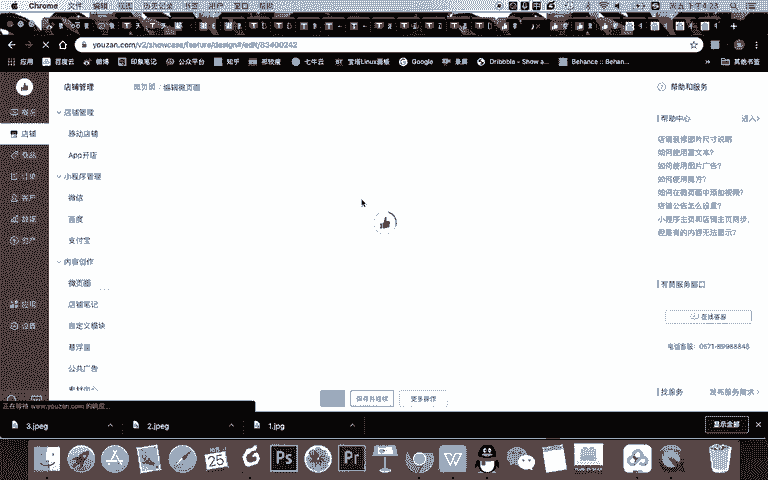 Chrome 文件 编辑 视图 历史记录 书签 用户 窗口 帮助
周五下午4:23
youzan.com/v2/showcase/feature/design#/edit/83400242
应用 百度云 微博 印象笔记 公众平台 知乎 七牛云 宝塔Linux面板 Google 录屏 Dribbble - Show a... Behance :: Behan... 其他书签
店铺
订单
客户
数据
资产
应用
设置
店铺管理
店铺管理
移动店铺
App开店
小程序管理
微信
百度
支付宝
内容创作
微页面
店铺笔记
自定义模块
悬浮窗
公共广告
素材中心
微页面 / 编辑微页面
保存并继续
更多操作
帮助和服务
帮助中心 进入>
店铺装修图片尺寸说明
如何使用富文本?
如何使用图片广告?
如何使用魔方?
如何在微页面中添加视频?
店铺公告怎么设置?
小程序主页和店铺主页同步,
但是有的内容无法显示?
有赞服务窗口
在线客服
电话客服: 0571-89988848
找服务 发布服务需求>
正在等待 www.youzan.com 的响应...
3.jpeg
2.jpeg
1.jpg
显示全部
25
Ps
Pr